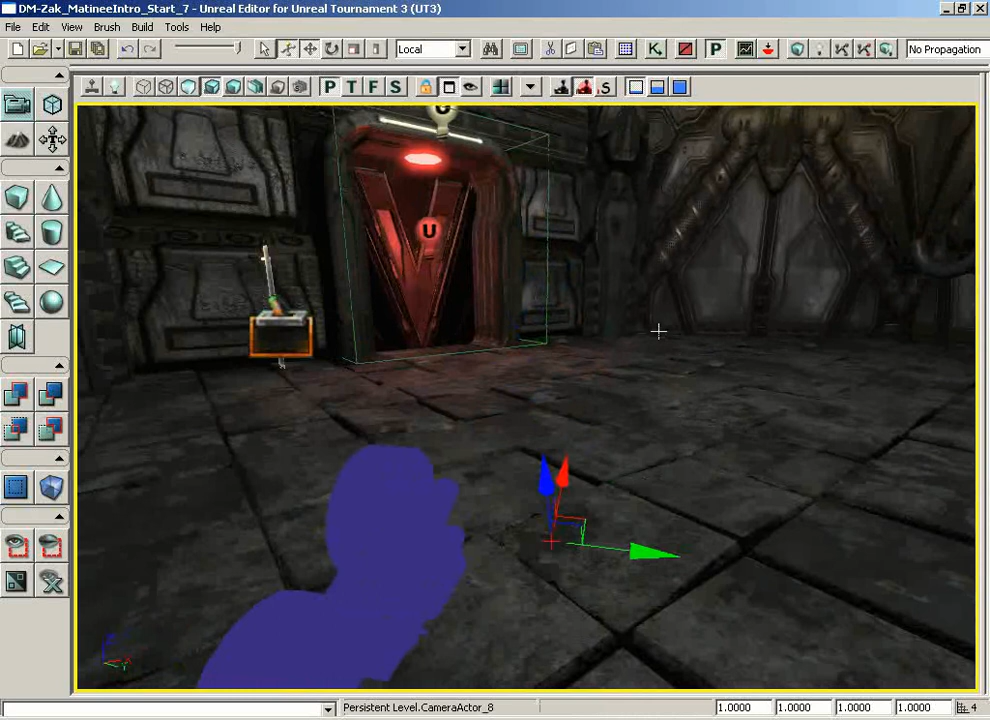 DM-Zak_MatineeIntro_Start_7 - Unreal Editor for Unreal Tournament 3 (UT3)
File Edit View Brush Build Tools Help
Local
K
P
No Propagation
P T F S
S
U
U
Persistent Level.CameraActor_8
1.0000 1.0000 1.0000 1.0000 4